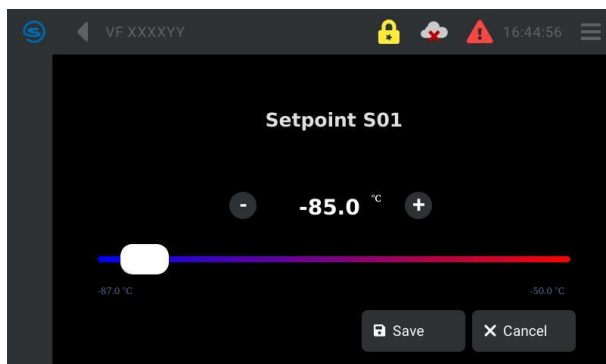 VF XXXXYY
16:44:56
Setpoint S01
- -85.0 °C +
-87.0 °C -50.0 °C
Save Cancel